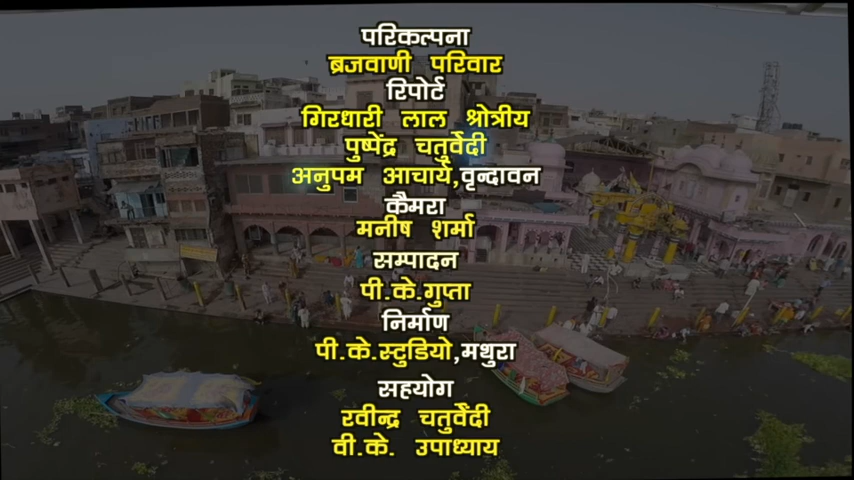 परिकल्पना
ब्रजवाणी परिवार
रिपोर्ट
गिरधारी लाल श्रोत्रीय
पुष्पेंद्र चतुर्वेदी
अनुपम आचार्य,वृन्दावन
कैमरा
मनीष शर्मा
सम्पादन
पी.के.गुप्ता
निर्माण
पी.के.स्टुडियो,मथुरा
सहयोग
रवीन्द्र चतुर्वेदी
वी.के. उपाध्याय